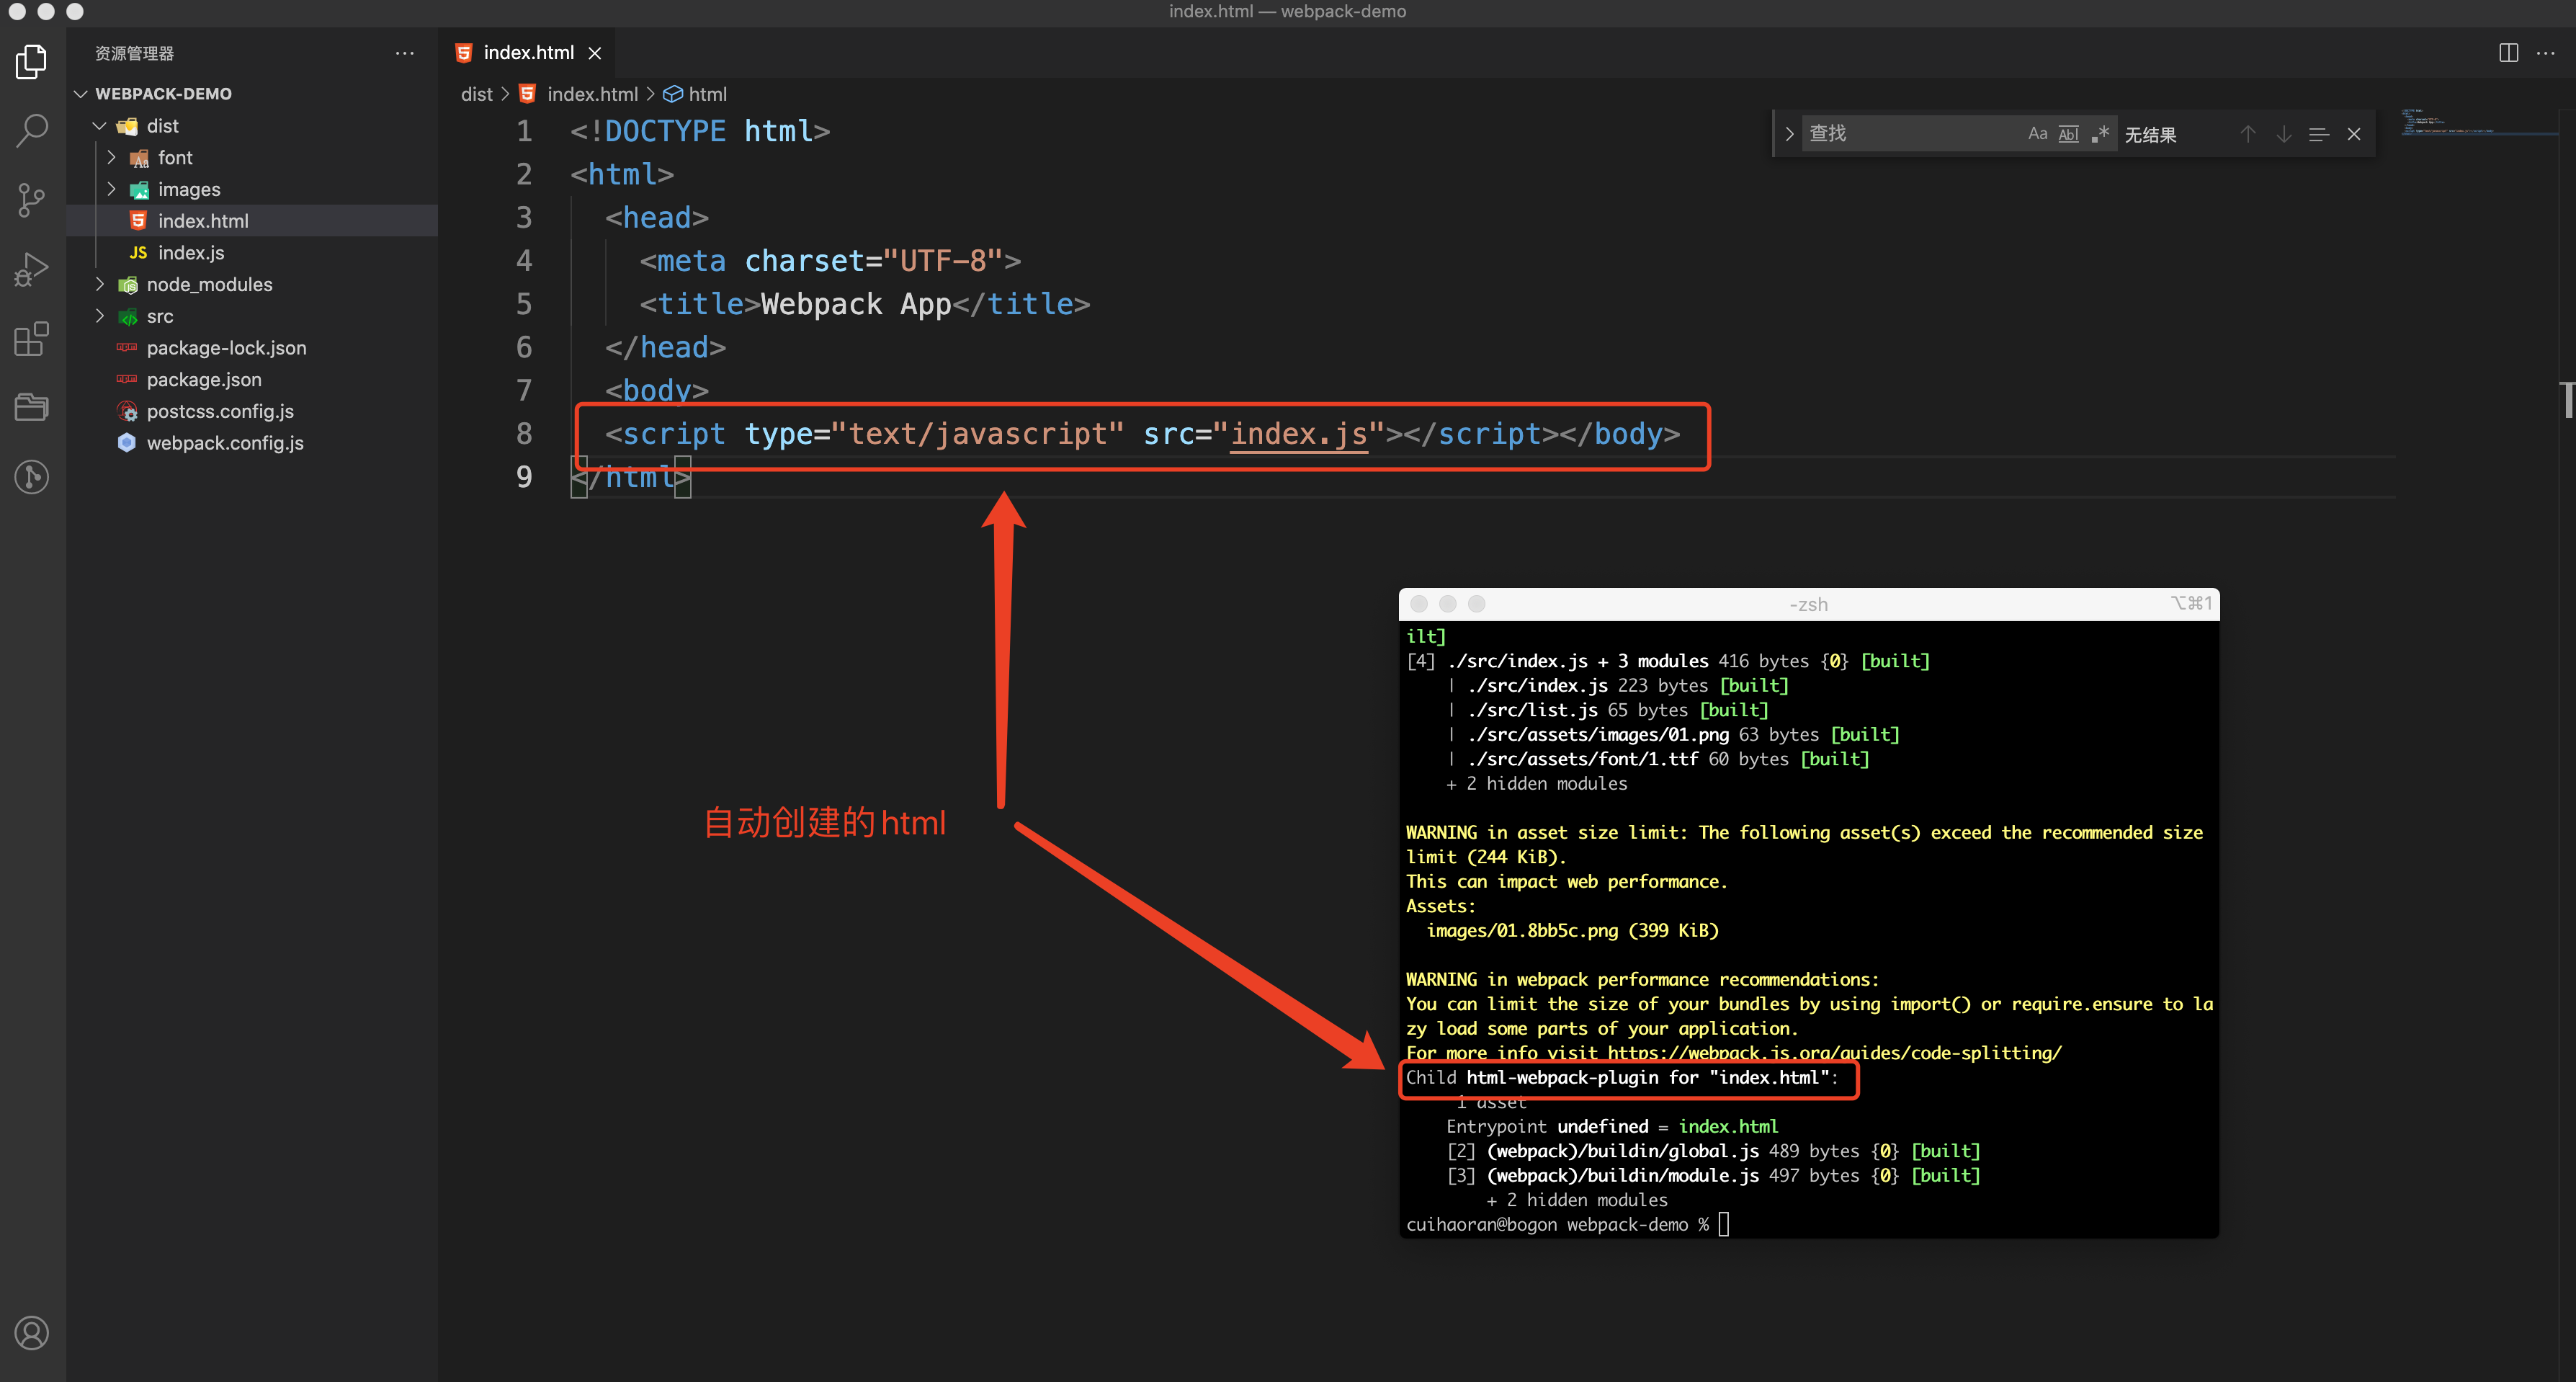 index.html — webpack-demo
资源管理器
WEBPACK-DEMO
dist
font
images
index.html
JS index.js
node_modules
src
package-lock.json
package.json
postcss.config.js
webpack.config.js
index.html
dist > index.html > html
查找 Aa Abl .* 无结果
1 <!DOCTYPE html>
2 <html>
3 <head>
4 <meta charset="UTF-8">
5 <title>Webpack App</title>
6 </head>
7 <body>
8 <script type="text/javascript" src="index.js"></script></body>
9 </html>
自动创建的html
-zsh ⌥⌘1
ilt]
[4] ./src/index.js + 3 modules 416 bytes {0} [built]
| ./src/index.js 223 bytes [built]
| ./src/list.js 65 bytes [built]
| ./src/assets/images/01.png 63 bytes [built]
| ./src/assets/font/1.ttf 60 bytes [built]
+ 2 hidden modules
WARNING in asset size limit: The following asset(s) exceed the recommended size
limit (244 KiB).
This can impact web performance.
Assets:
images/01.8bb5c.png (399 KiB)
WARNING in webpack performance recommendations:
You can limit the size of your bundles by using import() or require.ensure to la
zy load some parts of your application.
For more info visit https://webpack.js.org/guides/code-splitting/
Child html-webpack-plugin for "index.html":
1 asset
Entrypoint undefined = index.html
[2] (webpack)/buildin/global.js 489 bytes {0} [built]
[3] (webpack)/buildin/module.js 497 bytes {0} [built]
+ 2 hidden modules
cuihaoran@bogon webpack-demo %